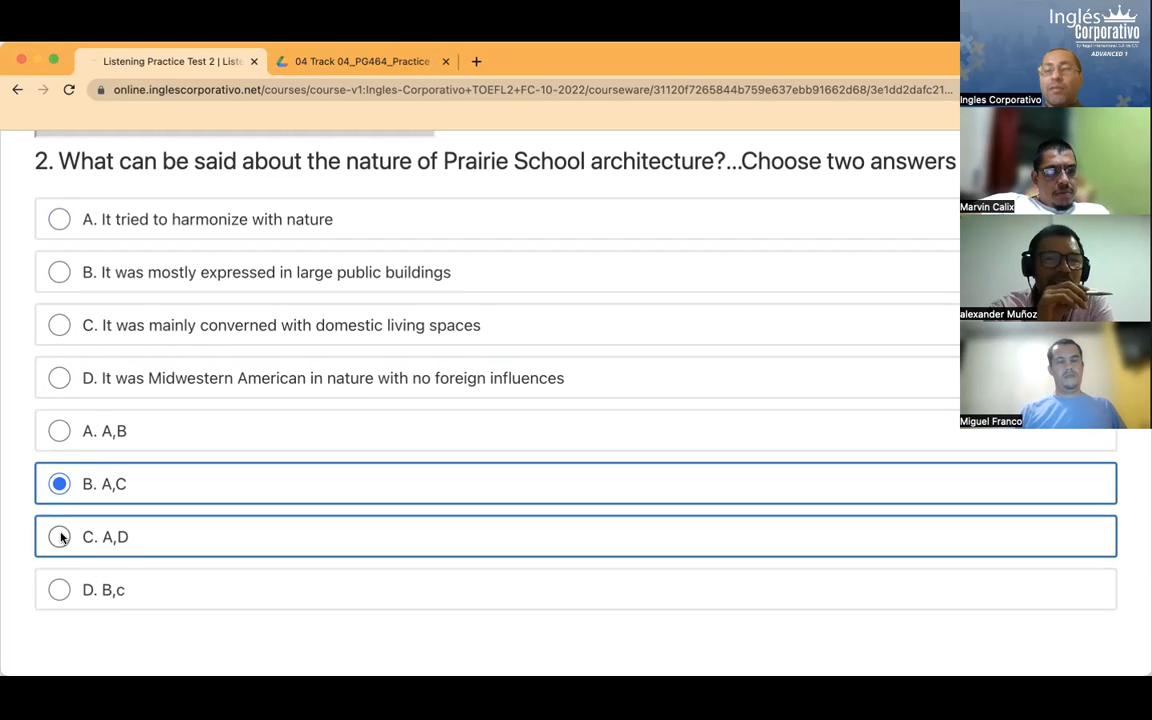 Listening Practice Test 2 | List
04 Track 04_PG464_Practice
online.inglescorporativo.net/courses/course-v1:Ingles-Corporativo+TOEFL2+FC-10-2022/courseware/31120f7265844b759e637ebb91662d68/3e1dd2dafc21...
2. What can be said about the nature of Prairie School architecture?...Choose two answers
A. It tried to harmonize with nature
B. It was mostly expressed in large public buildings
C. It was mainly converned with domestic living spaces
D. It was Midwestern American in nature with no foreign influences
A. A,B
B. A,C
C. A,D
D. B,c
Inglés
Corporativo
ADVANCED 1
Ingles Corporativo
Marvin Calix
alexander Muñoz
Miguel Franco